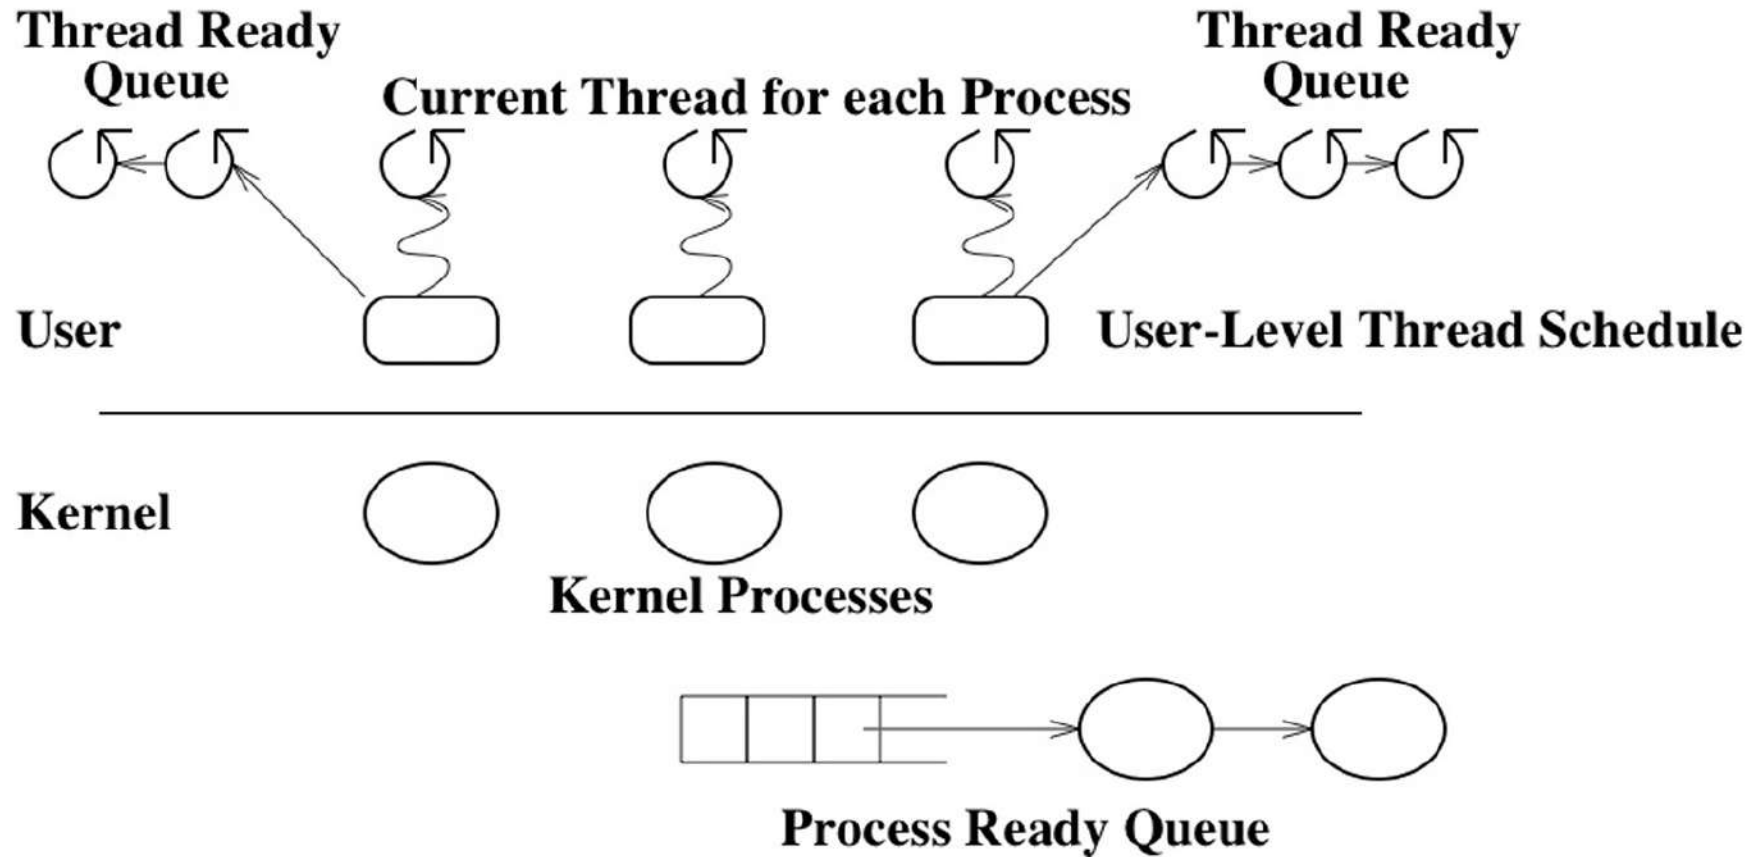 Thread Ready
Queue
Current Thread for each Process
Thread Ready
Queue
User
User-Level Thread Schedule
Kernel
Kernel Processes
Process Ready Queue